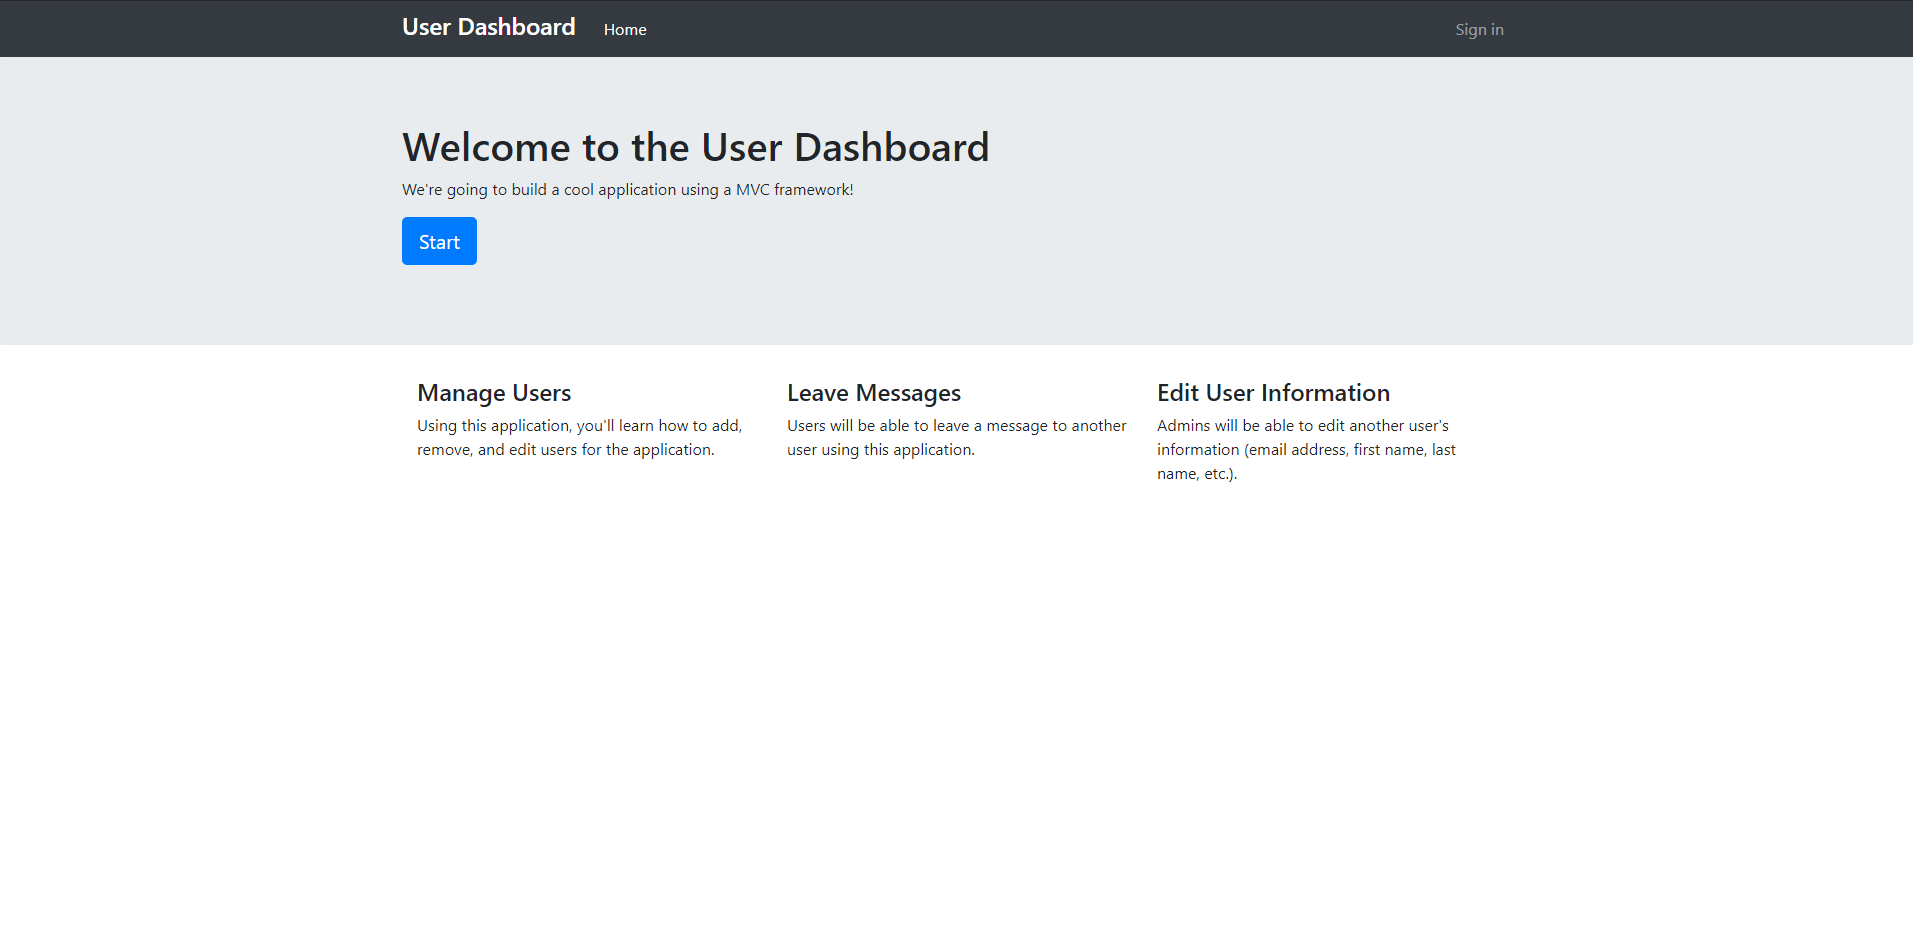 User Dashboard Home Sign in
Welcome to the User Dashboard
We're going to build a cool application using a MVC framework!
Start
Manage Users
Using this application, you'll learn how to add,
remove, and edit users for the application.
Leave Messages
Users will be able to leave a message to another
user using this application.
Edit User Information
Admins will be able to edit another user's
information (email address, first name, last
name, etc.).